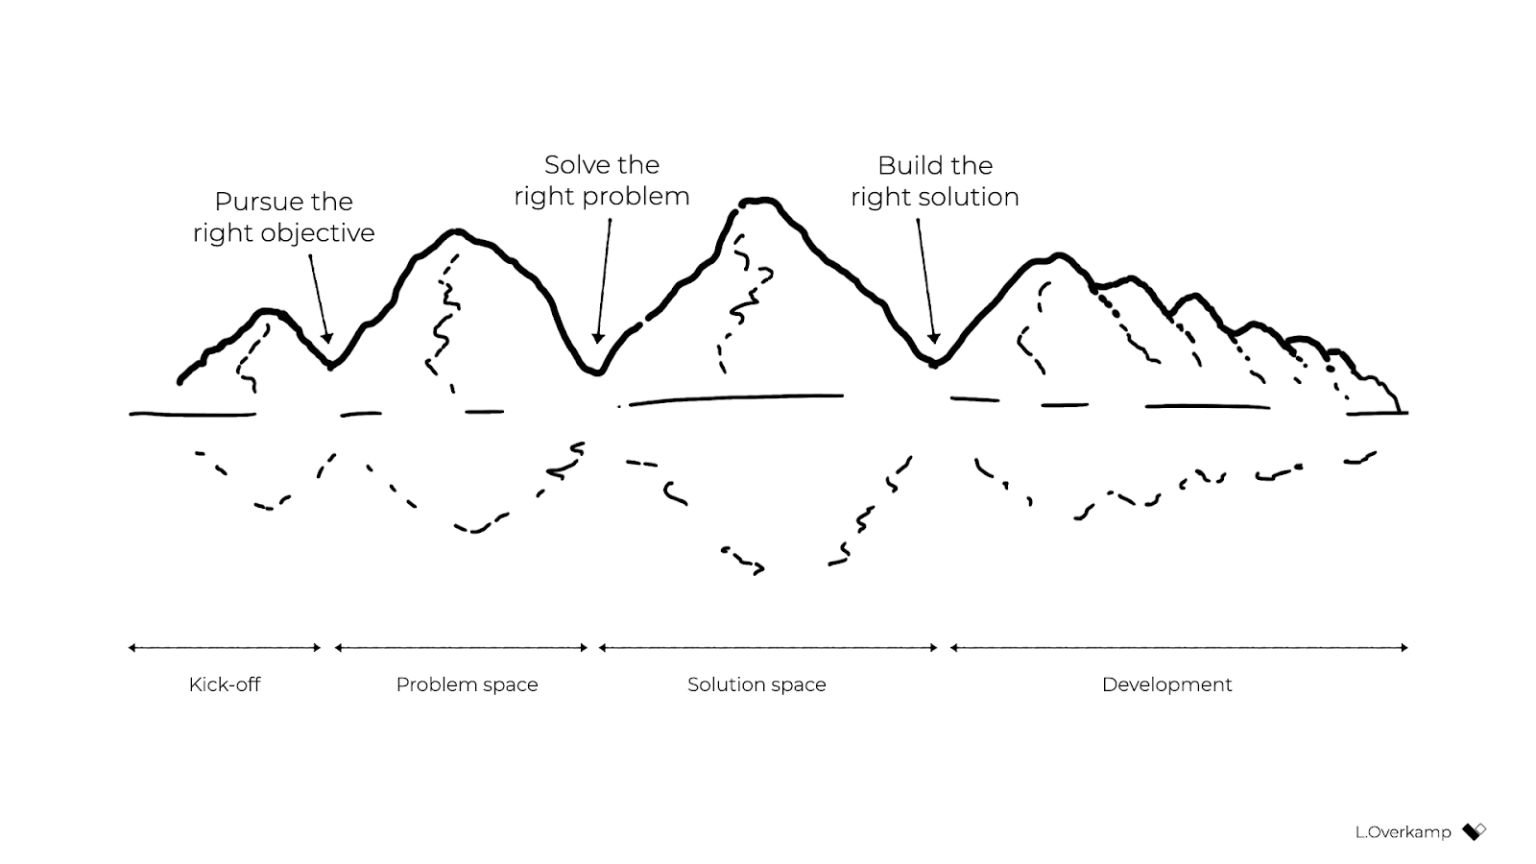 Solve the
right problem
Build the
right solution
Pursue the
right objective
Kick-off
Problem space
Solution space
Development
L.Overkamp